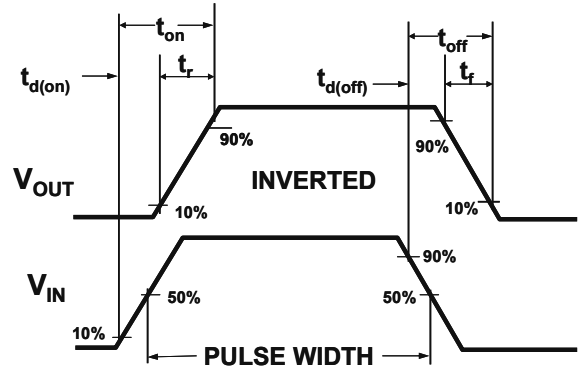 ton
toff
td(on)
tr
td(off)
tf
90%
90%
VOUT
INVERTED
10%
10%
90%
VIN
50%
50%
10%
PULSE WIDTH